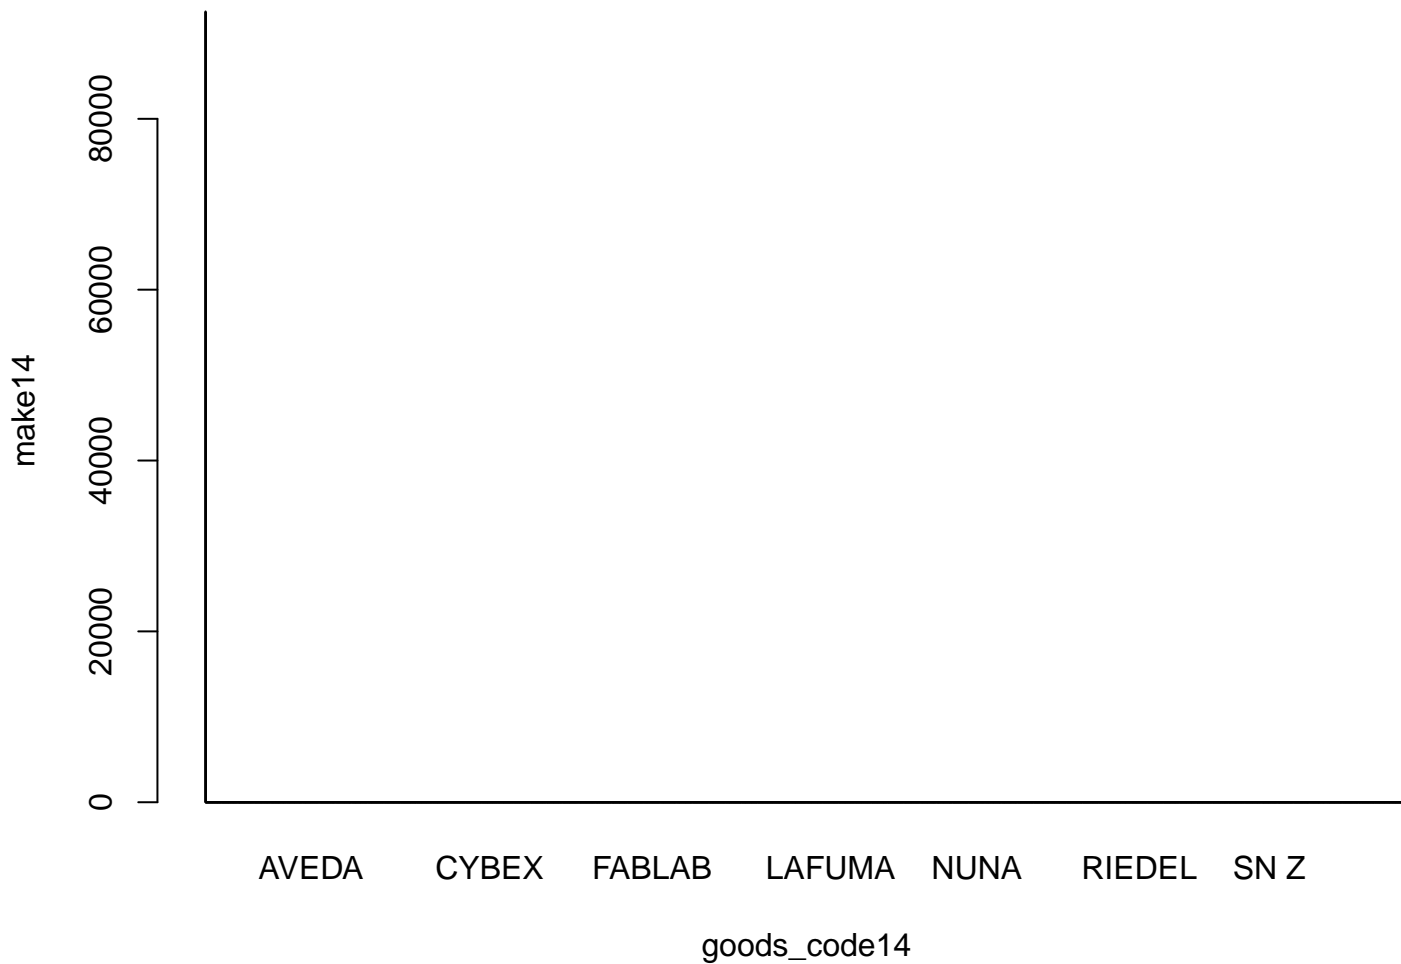 80000
60000
40000
20000
0
make14
AVEDA CYBEX FABLAB LAFUMA NUNA RIEDEL SN Z
goods_code14